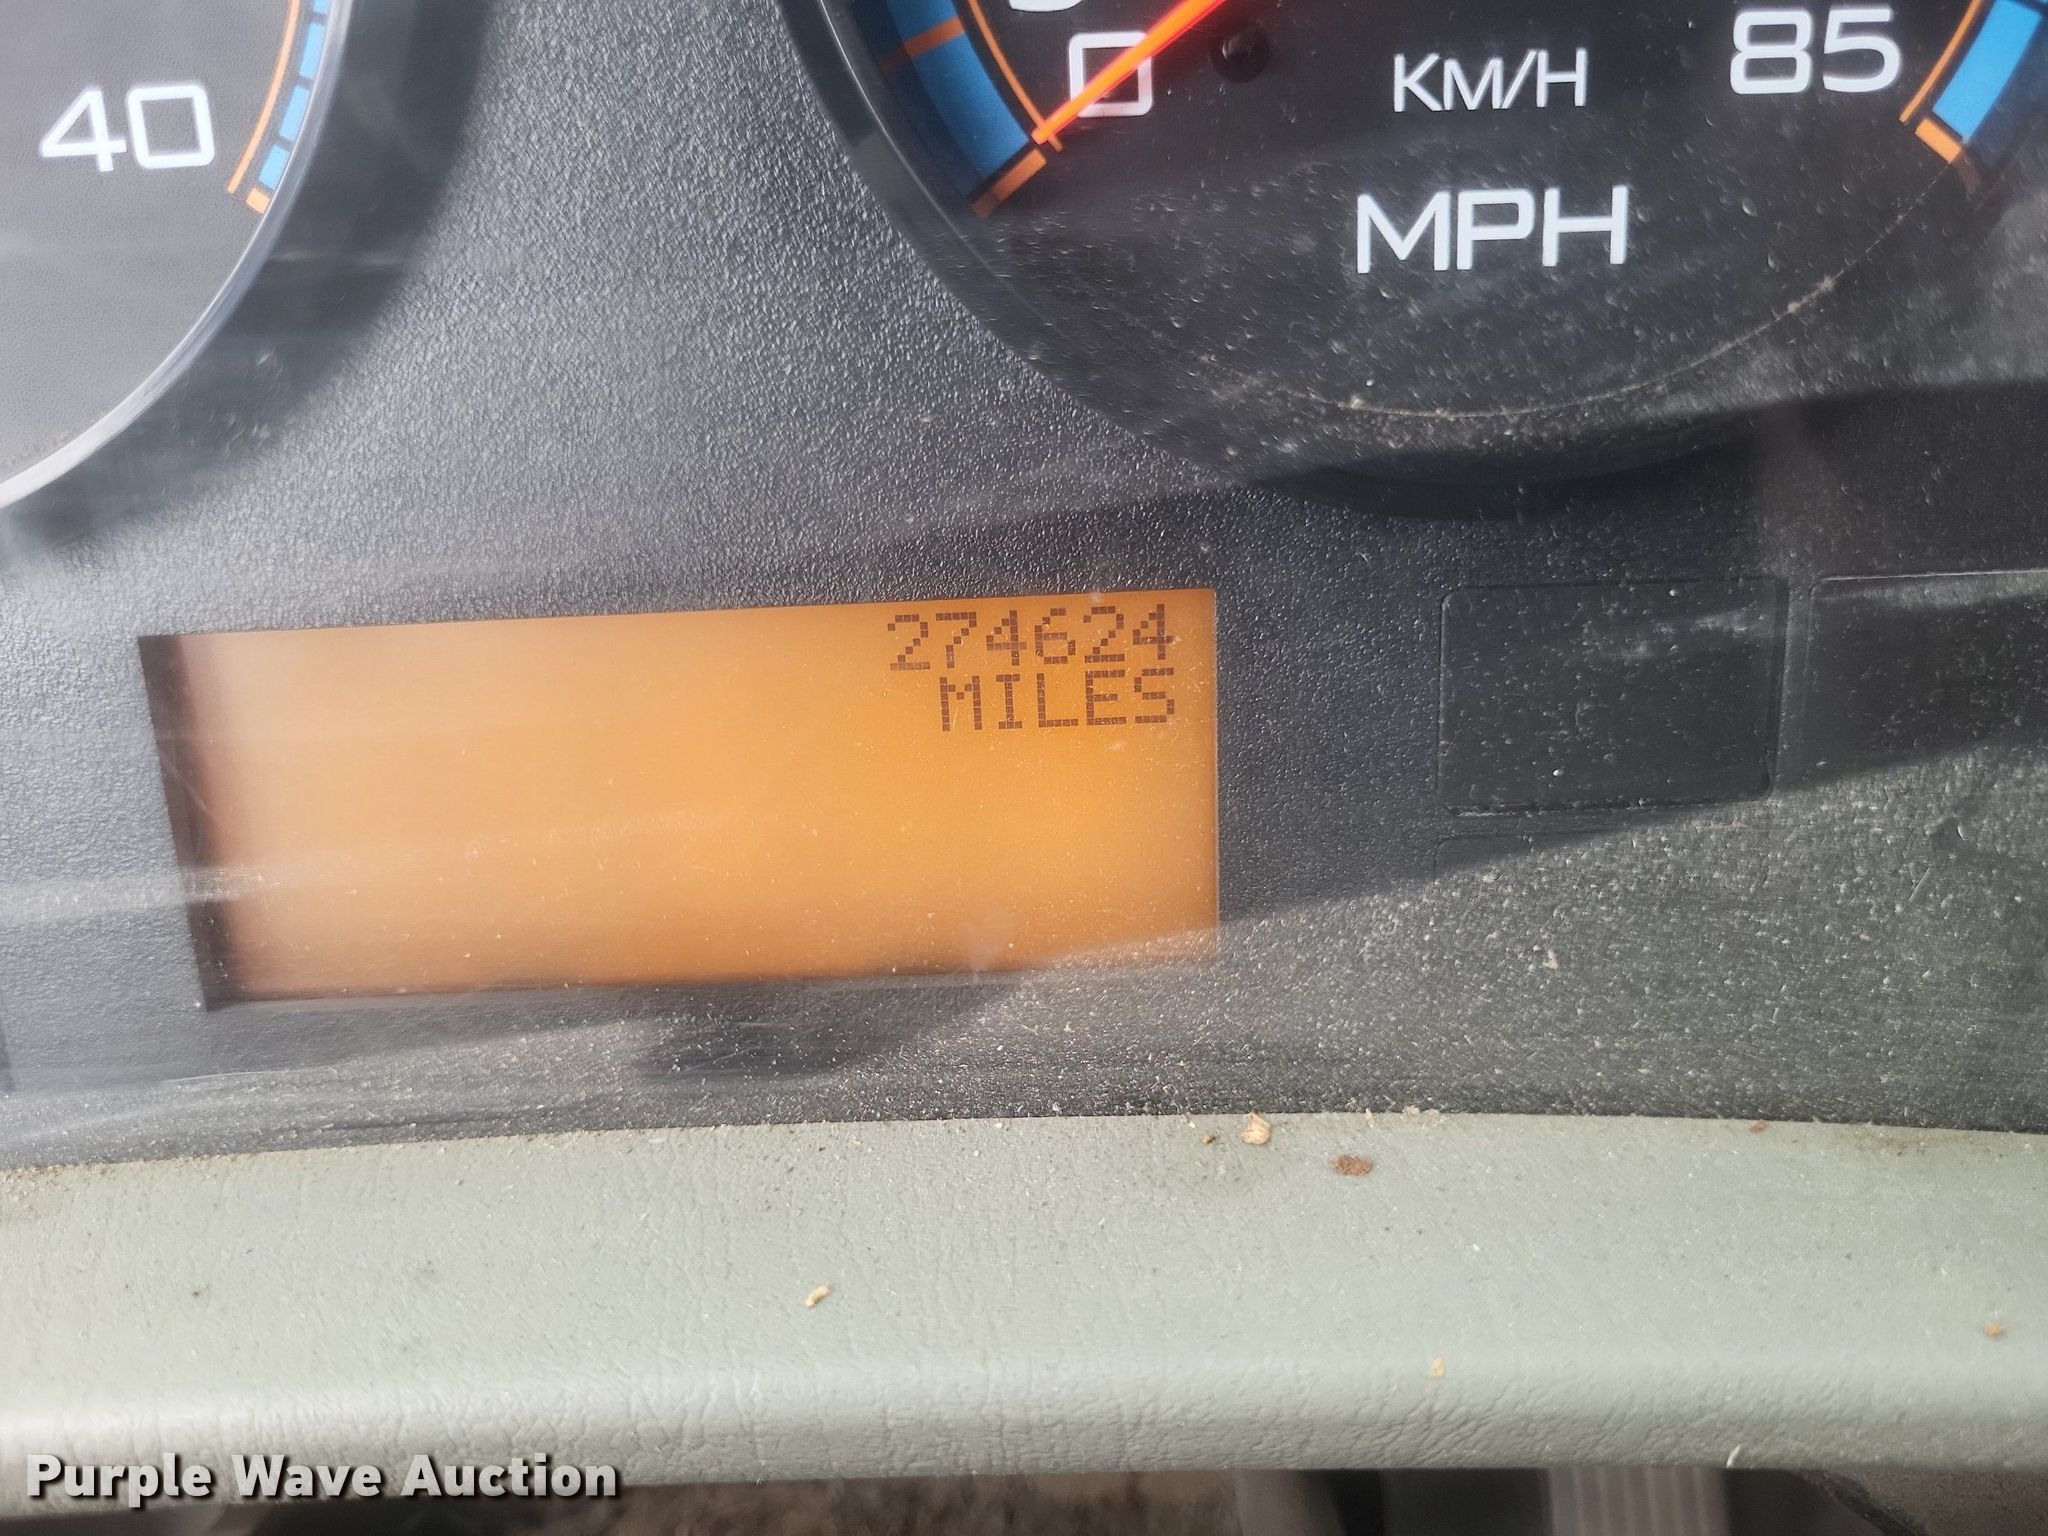 40
0
KM/H
85
MPH
274624
MILES
Purple Wave Auction